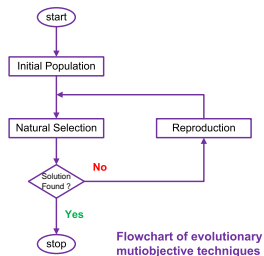 start
Initial Population
Natural Selection
Reproduction
No
Solution
Found ?
Yes
stop
Flowchart of evolutionary
mutiobjective techniques